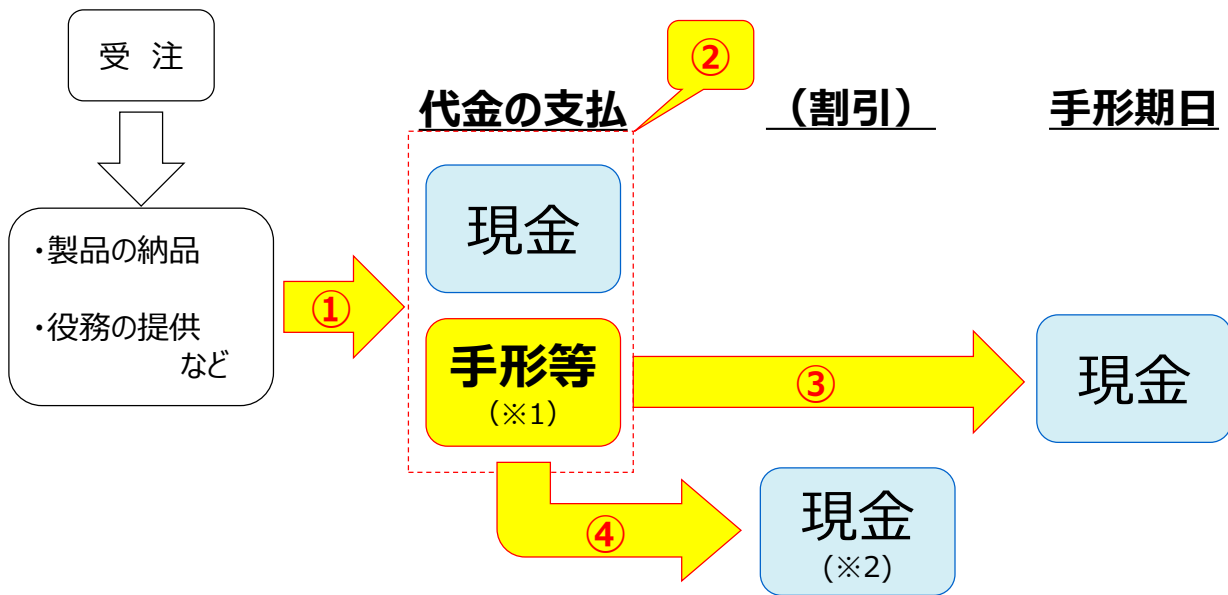 受 注
・製品の納品
・役務の提供
など
①
②
代金の支払
(割引)
手形期日
現金
手形等
(※1)
③
現金
④
現金
(※2)